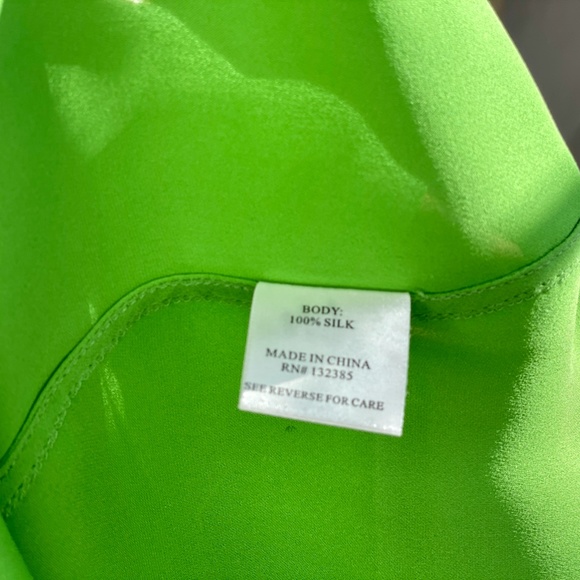 BODY:
100% SILK
MADE IN CHINA
RN# 132385
SEE REVERSE FOR CARE